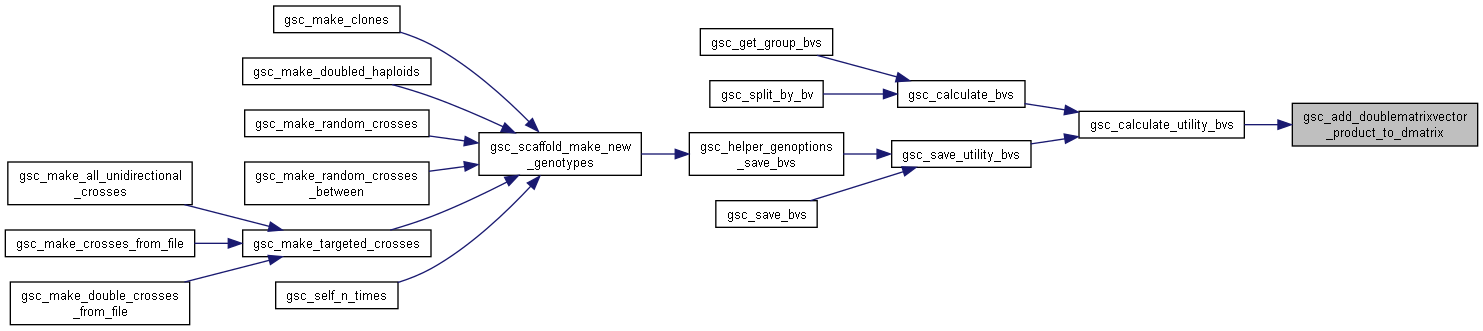 gsc_make_clones
gsc_make_doubled_haploids
gsc_make_random_crosses
gsc_make_random_crosses
_between
gsc_make_all_unidirectional
_crosses
gsc_make_crosses_from_file
gsc_make_double_crosses
_from_file
gsc_make_targeted_crosses
gsc_self_n_times
gsc_scaffold_make_new
_genotypes
gsc_get_group_bvs
gsc_split_by_bv
gsc_helper_genoptions
_save_bvs
gsc_save_bvs
gsc_calculate_bvs
gsc_save_utility_bvs
gsc_calculate_utility_bvs
gsc_add_doublematrixvector
_product_to_dmatrix